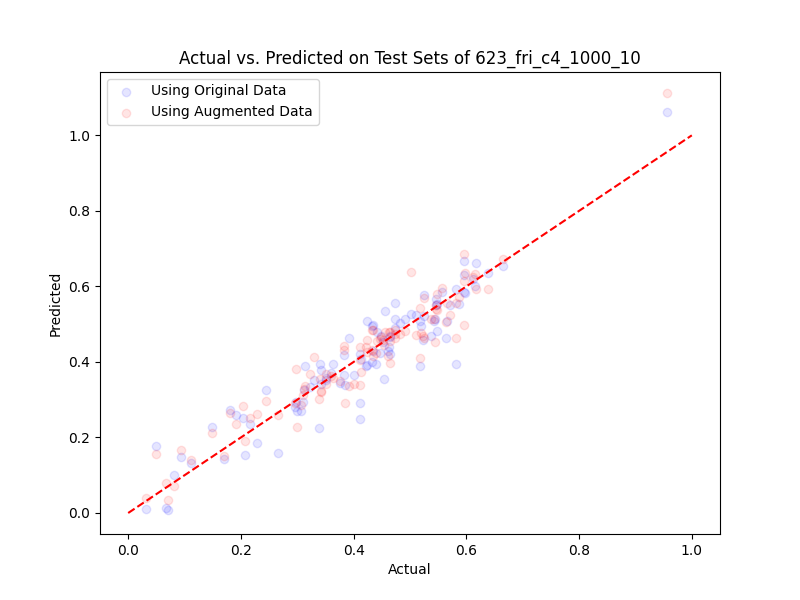 Actual vs. Predicted on Test Sets of 623_fri_c4_1000_10
Using Original Data
Using Augmented Data
1.0
0.8
0.6
0.4
0.2
0.0
Predicted
0.0 0.2 0.4 0.6 0.8 1.0
Actual